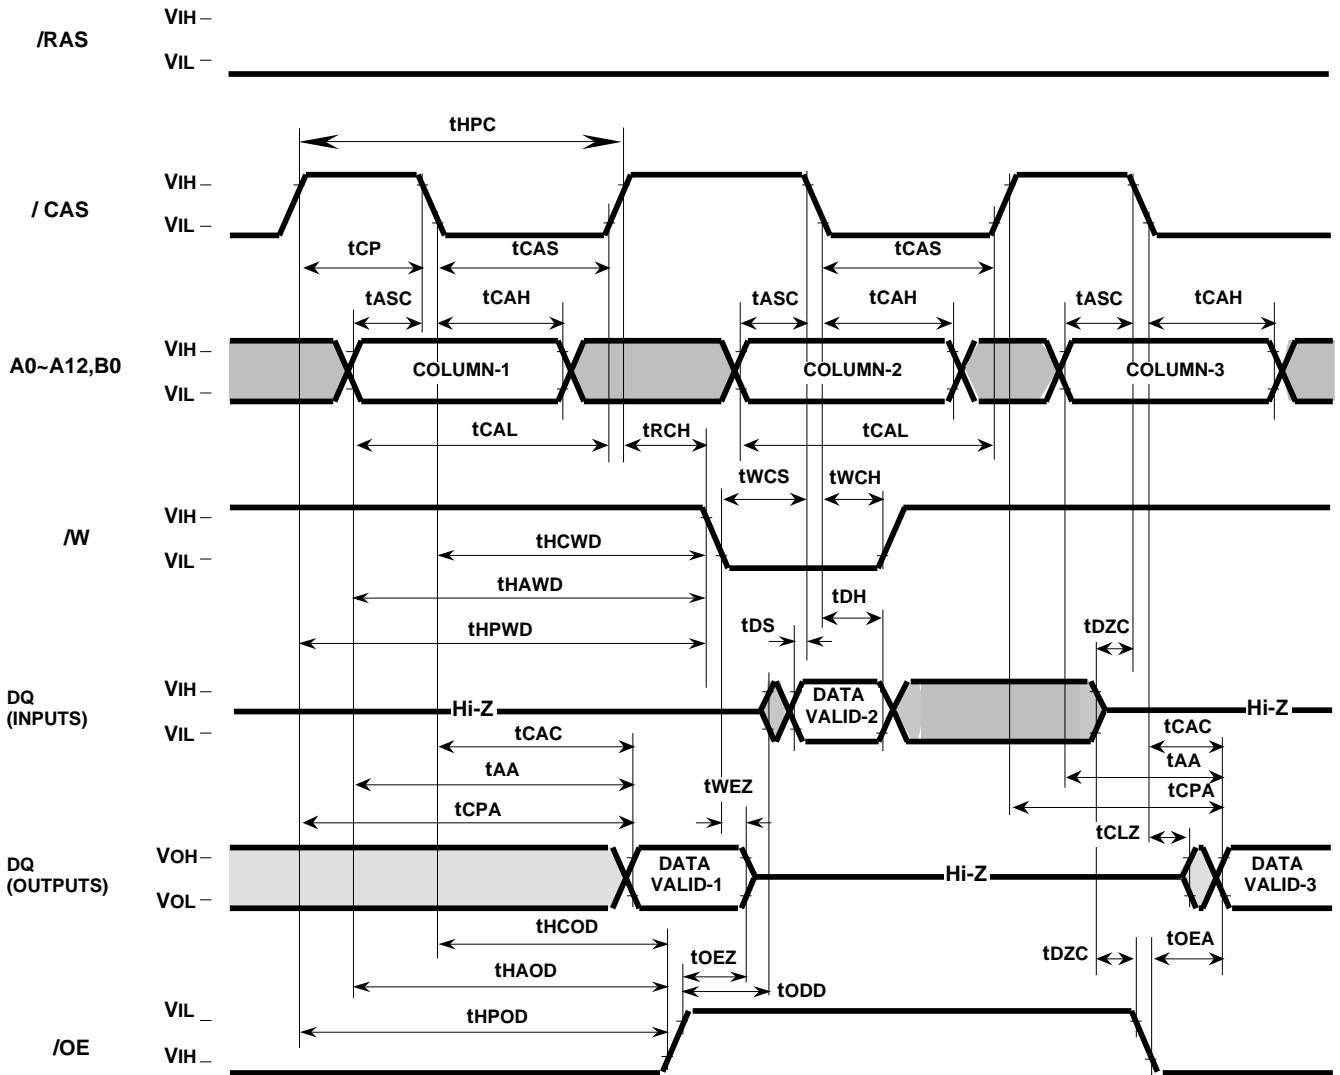 VIH
/RAS
VIL
tHPC
VIH
/ CAS
VIL
tCP
tCAS
tCAS
tASC
tCAH
tASC
tCAH
tASC
tCAH
VIH
A0~A12,B0
COLUMN-1
COLUMN-2
COLUMN-3
VIL
tCAL
tRCH
tCAL
tWCS
tWCH
VIH
/W
tHCWD
VIL
tHAWD
tDH
tHPWD
tDS
tDZC
VIH
DQ
(INPUTS)
Hi-Z
DATA
VALID-2
Hi-Z
VIL
tCAC
tCAC
tAA
tAA
tWEZ
tCPA
tCPA
tCLZ
VOH
DQ
(OUTPUTS)
DATA
VALID-1
Hi-Z
DATA
VALID-3
VOL
tHCOD
tOEZ
tDZC
tOEA
tHAOD
tODD
VIL
tHPOD
/OE
VIH